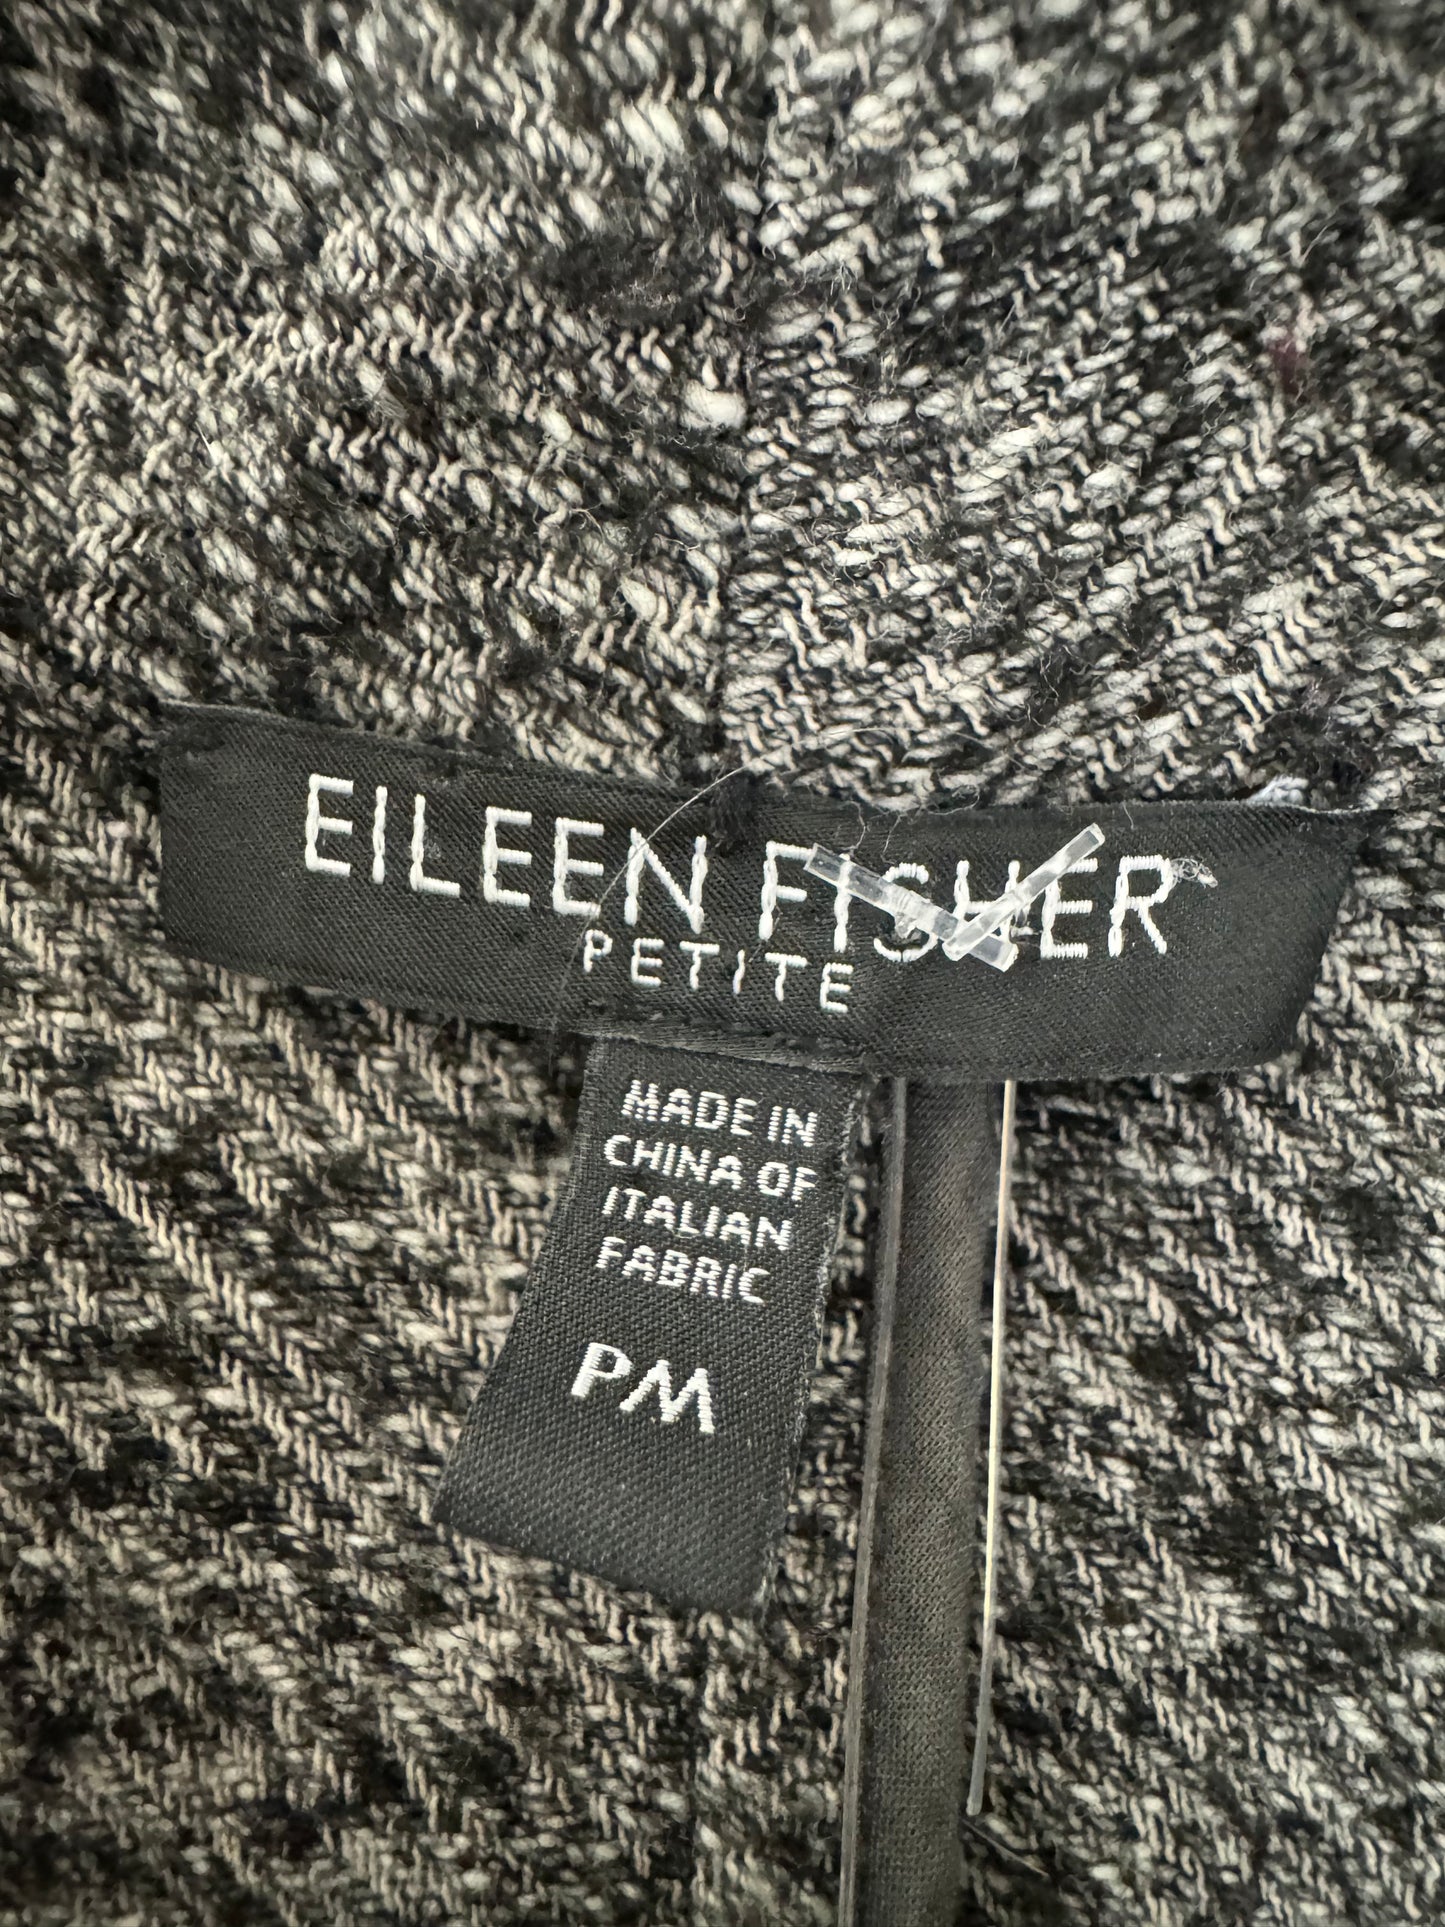 EILEEN FISHER
PETITE
MADE IN
CHINA OF
ITALIAN
FABRIC
PM